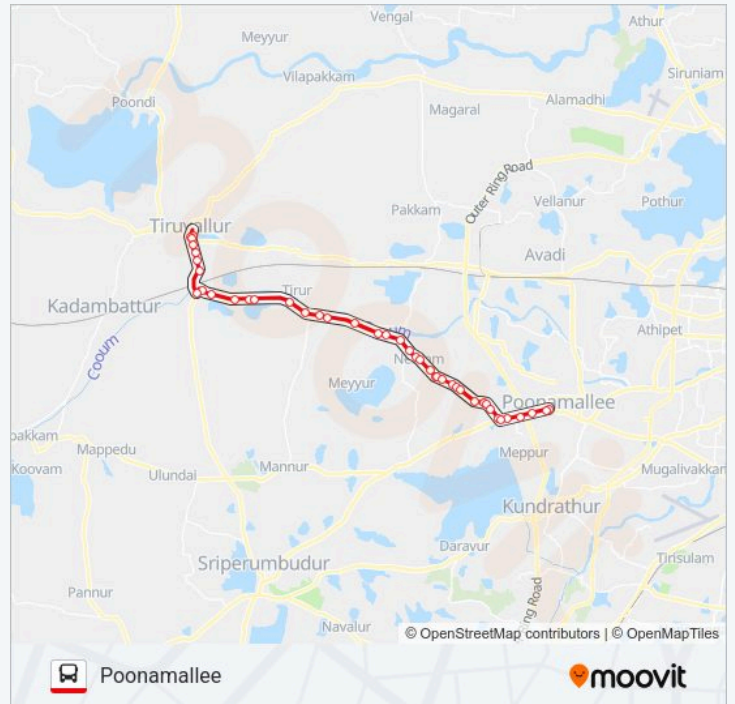 Vengal
Athur
Meyyur
Siruniam
Vilapakkam
Poondi
Alamadhi
Magaral
Outer Ring Road
Vellanur
Pothur
Pakkam
Tiruvallur
Avadi
Tirur
Kadambattur
Athipet
Cooum
Meyyur
Poonamallee
pakkam
Mappedu
Meppur
Koovam
Mannur
Mugalivakkam
Ulundai
Kundrathur
Daravur
Sriperumbudur
Tirisulam
Pannur
Navalur
© OpenStreetMap contributors | © OpenMapTiles
Poonamallee
moovit